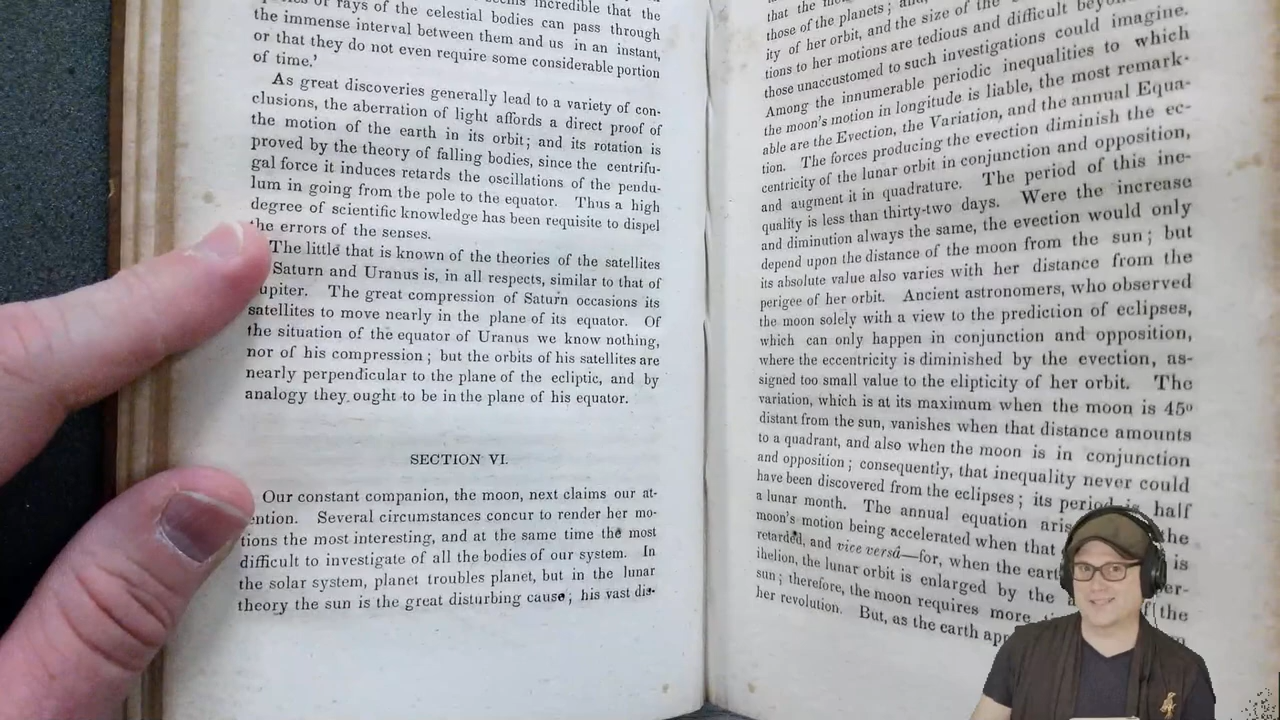 incredible that the
rays of the celestial bodies can pass through
the immense interval between them and us in an instant,
or that they do not even require some considerable portion
of time.'
As great discoveries generally lead to a variety of con-
clusions, the aberration of light affords a direct proof of
the motion of the earth in its orbit; and its rotation is
proved by the theory of falling bodies, since the centrifu-
gal force it induces retards the oscillations of the pendu-
lum in going from the pole to the equator. Thus a high
degree of scientific knowledge has been requisite to dispel
the errors of the senses.
The little that is known of the theories of the satellites
Saturn and Uranus is, in all respects, similar to that of
upiter. The great compression of Saturn occasions its
satellites to move nearly in the plane of its equator. Of
the situation of the equator of Uranus we know nothing,
nor of his compression; but the orbits of his satellites are
nearly perpendicular to the plane of the ecliptic, and by
analogy they ought to be in the plane of his equator.
SECTION VI.
Our constant companion, the moon, next claims our at-
ention. Several circumstances concur to render her mo-
tions the most interesting, and at the same time the most
difficult to investigate of all the bodies of our system. In
the solar system, planet troubles planet, but in the lunar
theory the sun is the great disturbing cause; his vast dis-
that the
those of the planets; and,
ity of her orbit, and the size of the
tions to her motions are tedious and difficult beyon
those unaccustomed to such investigations could imagine.
Among the innumerable periodic inequalities to which
the moon's motion in longitude is liable, the most remark-
able are the Evection, the Variation, and the annual Equa-
tion. The forces producing the evection diminish the ec-
centricity of the lunar orbit in conjunction and opposition,
and augment it in quadrature. The period of this ine-
quality is less than thirty-two days. Were the increase
and diminution always the same, the evection would only
depend upon the distance of the moon from the sun; but
its absolute value also varies with her distance from the
perigee of her orbit. Ancient astronomers, who observed
the moon solely with a view to the prediction of eclipses,
which can only happen in conjunction and opposition,
where the eccentricity is diminished by the evection, as-
signed too small value to the elipticity of her orbit. The
variation, which is at its maximum when the moon is 45º
distant from the sun, vanishes when that distance amounts
to a quadrant, and also when the moon is in conjunction
and opposition; consequently, that inequality never could
have been discovered from the eclipses; its period is half
a lunar month. The annual equation aris the
moon's motion being accelerated when that is
retarded, and vice versâ—for, when the eart er-
ihelion, the lunar orbit is enlarged by the a the
sun; therefore, the moon requires more
her revolution. But, as the earth app